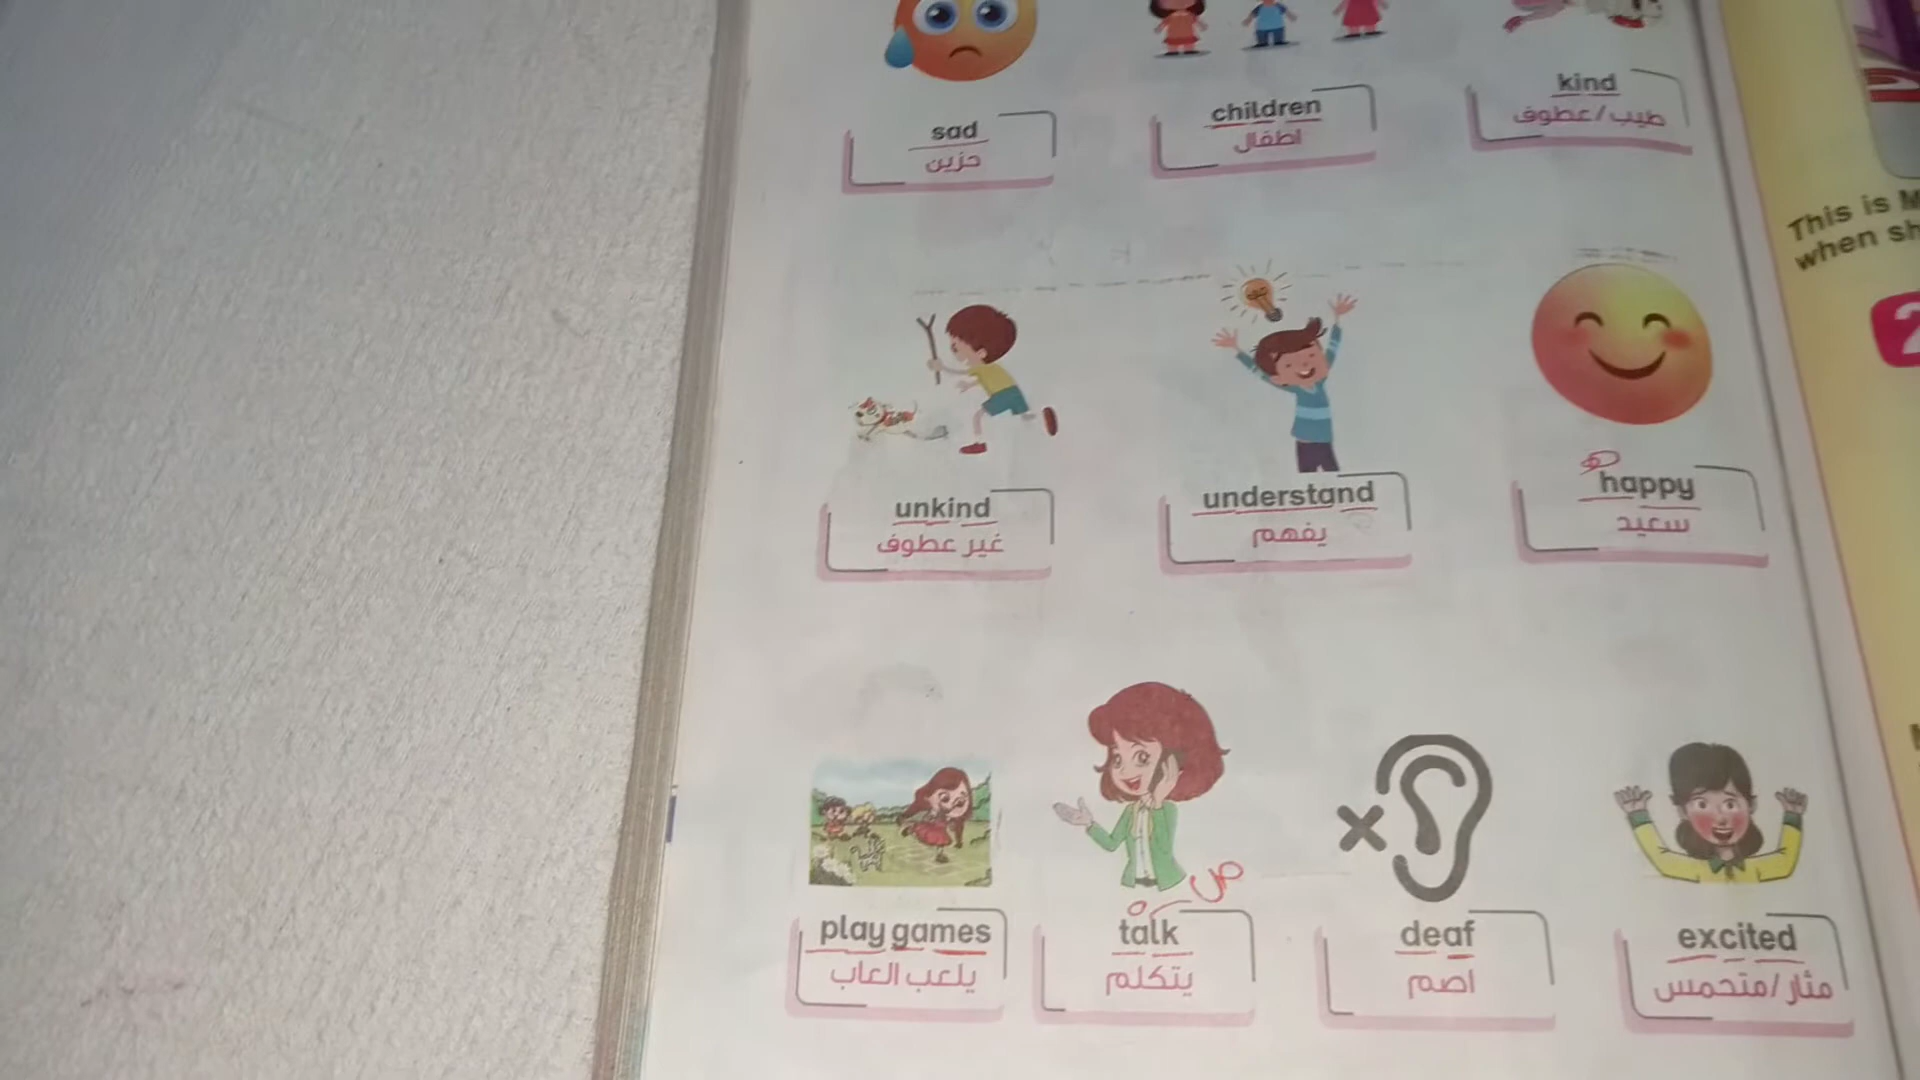 sad
حزين
children
اطفال
kind
طيب/عطوف
unkind
غير عطوف
understand
يفهم
happy
سعيد
play games
يلعب العاب
talk
يتكلم
deaf
اصم
excited
مثار/متحمس
ص
This is
when sh
2